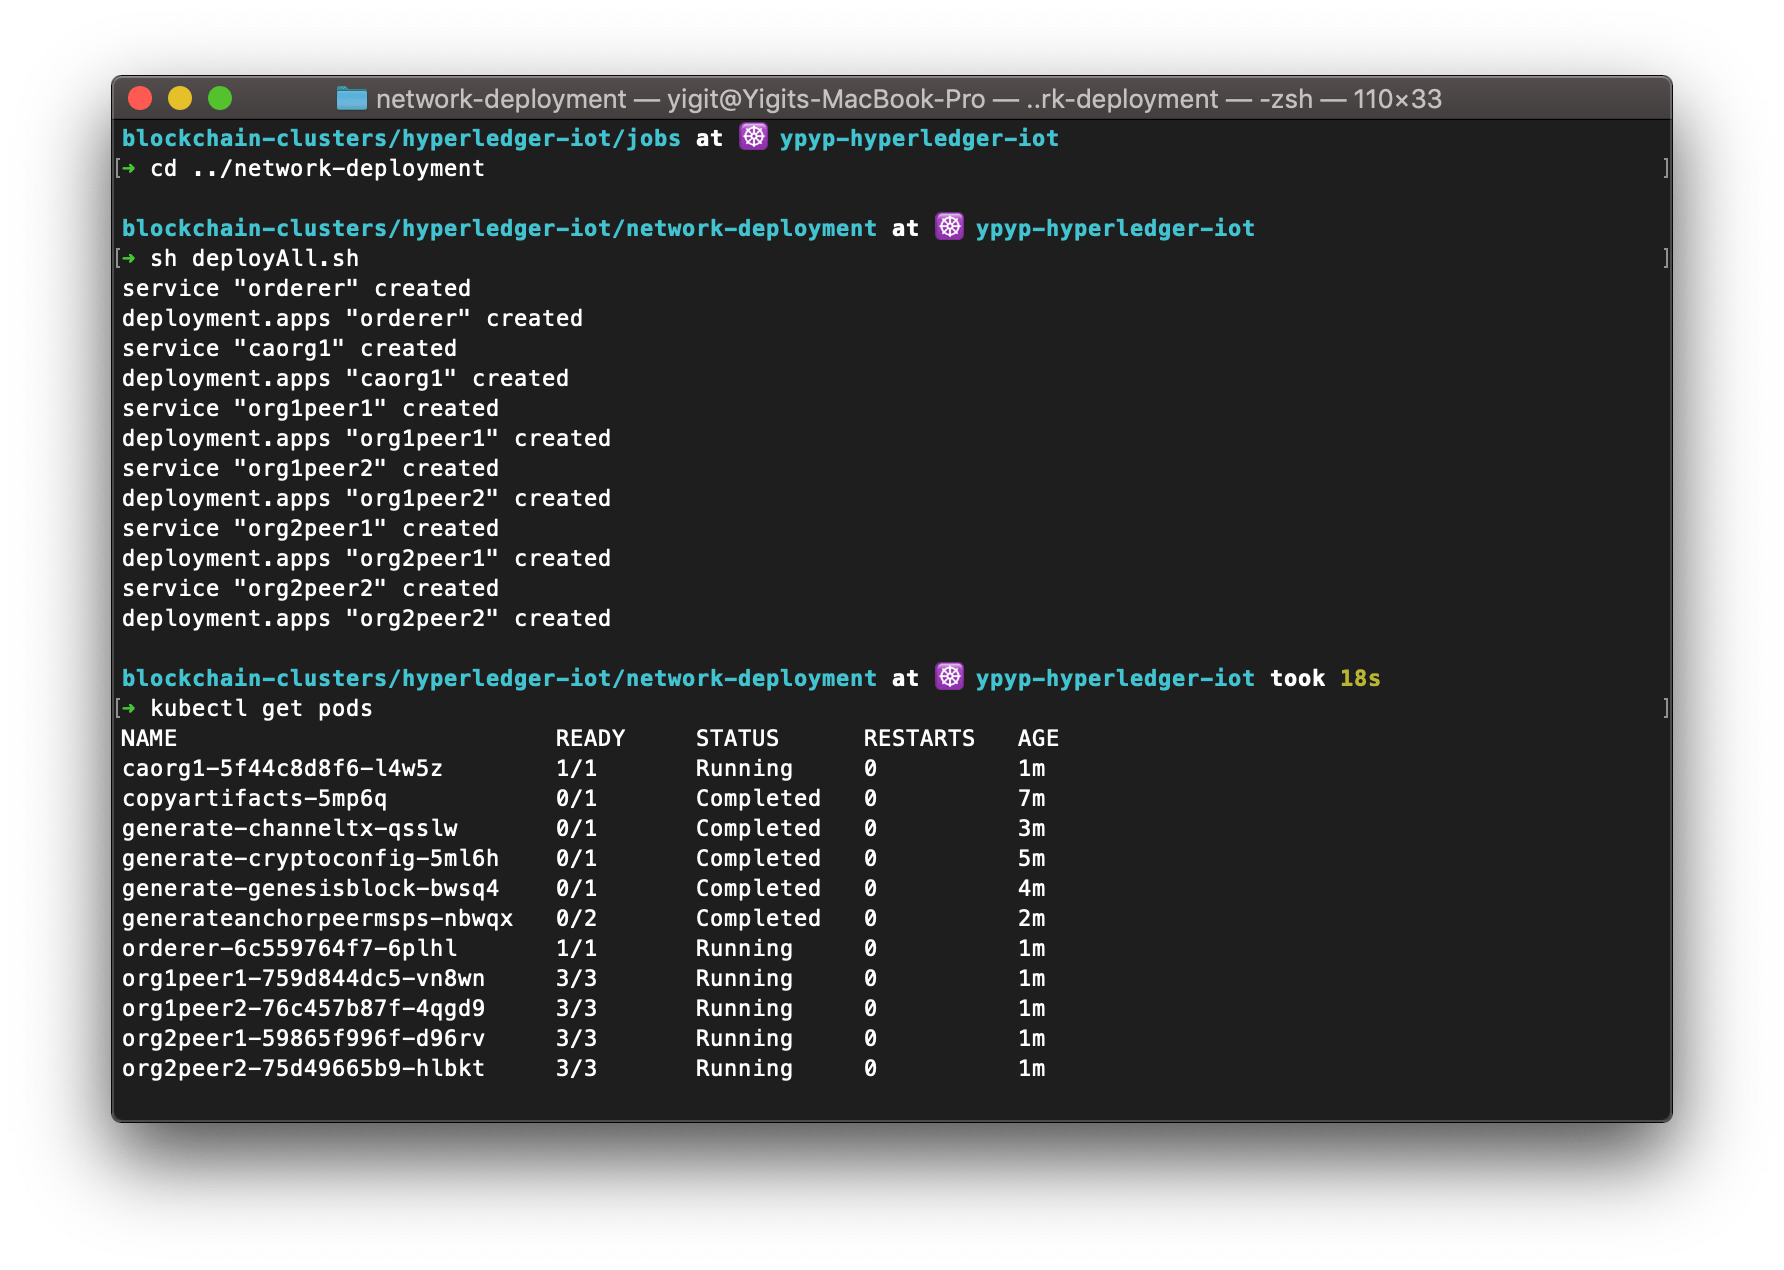 network-deployment — yigit@Yigits-MacBook-Pro — ..rk-deployment — -zsh — 110×33
blockchain-clusters/hyperledger-iot/jobs at ☸ ypyp-hyperledger-iot
[➜ cd ../network-deployment ]
blockchain-clusters/hyperledger-iot/network-deployment at ☸ ypyp-hyperledger-iot
[➜ sh deployAll.sh ]
service "orderer" created
deployment.apps "orderer" created
service "caorg1" created
deployment.apps "caorg1" created
service "org1peer1" created
deployment.apps "org1peer1" created
service "org1peer2" created
deployment.apps "org1peer2" created
service "org2peer1" created
deployment.apps "org2peer1" created
service "org2peer2" created
deployment.apps "org2peer2" created
blockchain-clusters/hyperledger-iot/network-deployment at ☸ ypyp-hyperledger-iot took 18s
[➜ kubectl get pods ]
NAME READY STATUS RESTARTS AGE
caorg1-5f44c8d8f6-l4w5z 1/1 Running 0 1m
copyartifacts-5mp6q 0/1 Completed 0 7m
generate-channeltx-qsslw 0/1 Completed 0 3m
generate-cryptoconfig-5ml6h 0/1 Completed 0 5m
generate-genesisblock-bwsq4 0/1 Completed 0 4m
generateanchorpeermsps-nbwqx 0/2 Completed 0 2m
orderer-6c559764f7-6plhl 1/1 Running 0 1m
org1peer1-759d844dc5-vn8wn 3/3 Running 0 1m
org1peer2-76c457b87f-4qgd9 3/3 Running 0 1m
org2peer1-59865f996f-d96rv 3/3 Running 0 1m
org2peer2-75d49665b9-hlbkt 3/3 Running 0 1m